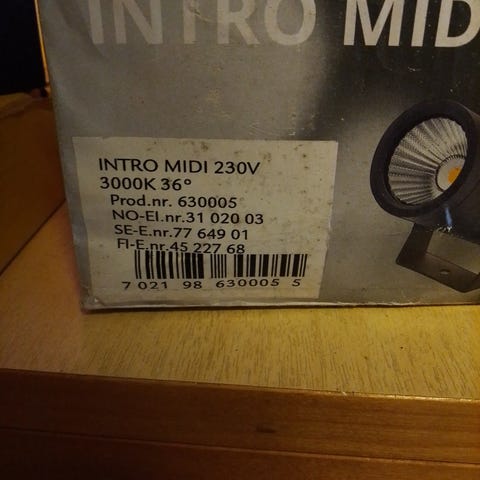 INTRO MID
INTRO MIDI 230V
3000K 36°
Prod.nr. 630005
NO-El.nr.31 020 03
SE-E.nr.77 649 01
FI-E.nr.45 227 68
7 021 98 630005 5